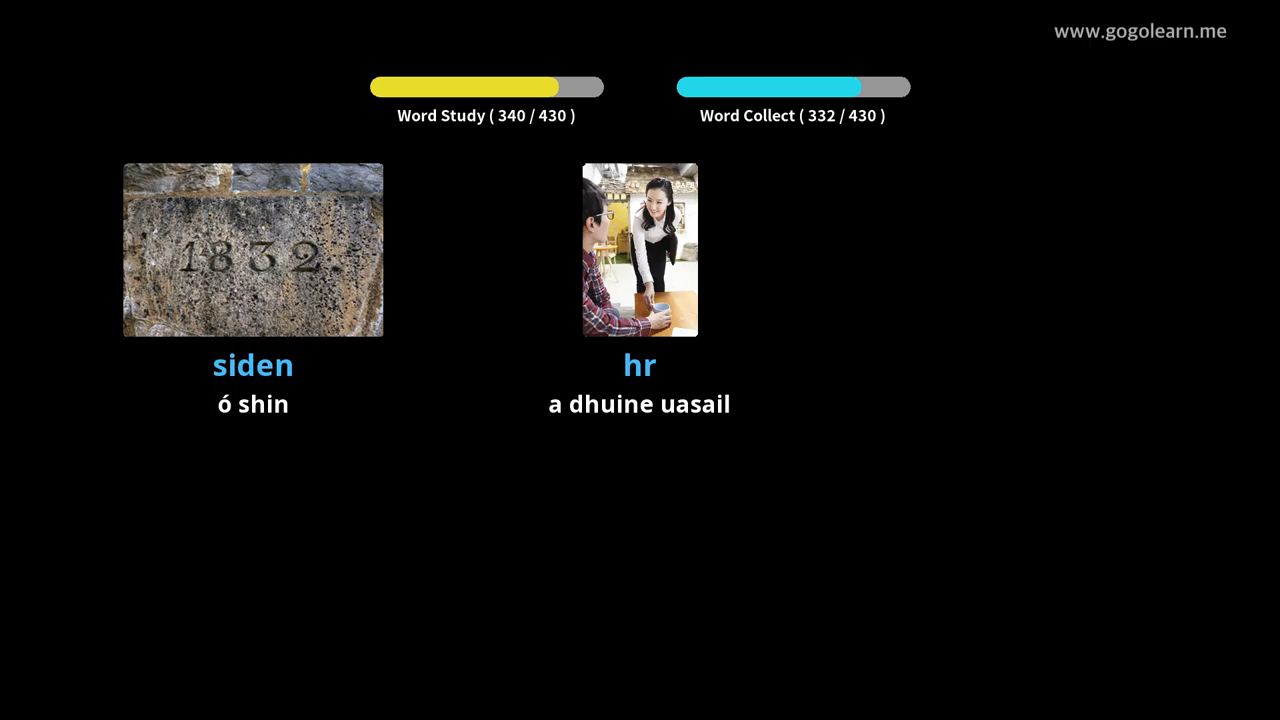 www.gogolearn.me
Word Study ( 340 / 430 )
Word Collect ( 332 / 430 )
1832.
siden
ó shin
hr
a dhuine uasail